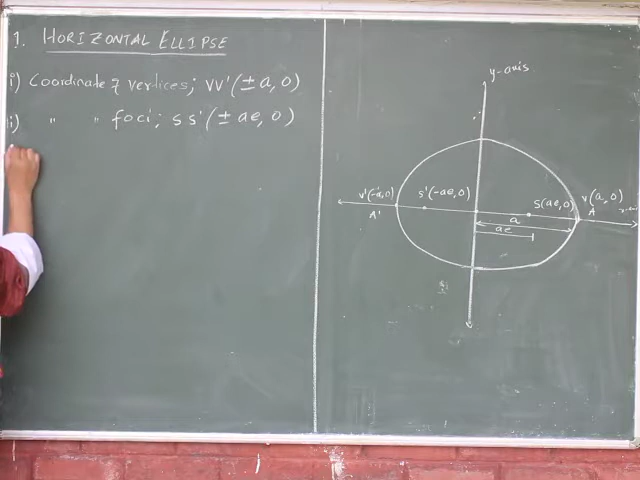 1. HORIZONTAL ELLIPSE
i) Coordinate of vertices; VV'(±a, 0)
ii) " " foci; SS'(±ae, 0)
y-axis
V'(-a, 0)
S'(-ae, 0)
S(ae, 0)
V(a, 0)
A'
A
a
ae